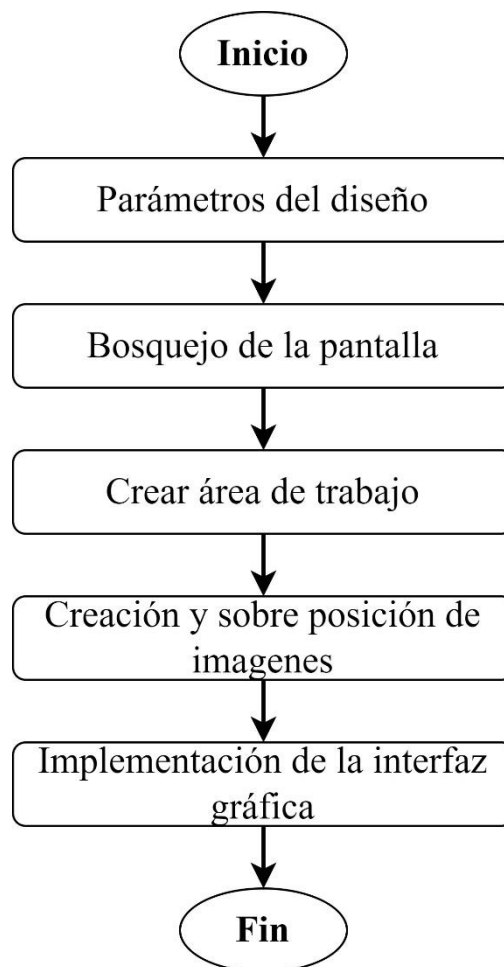 Inicio
Parámetros del diseño
Bosquejo de la pantalla
Crear área de trabajo
Creación y sobre posición de
imagenes
Implementación de la interfaz
gráfica
Fin